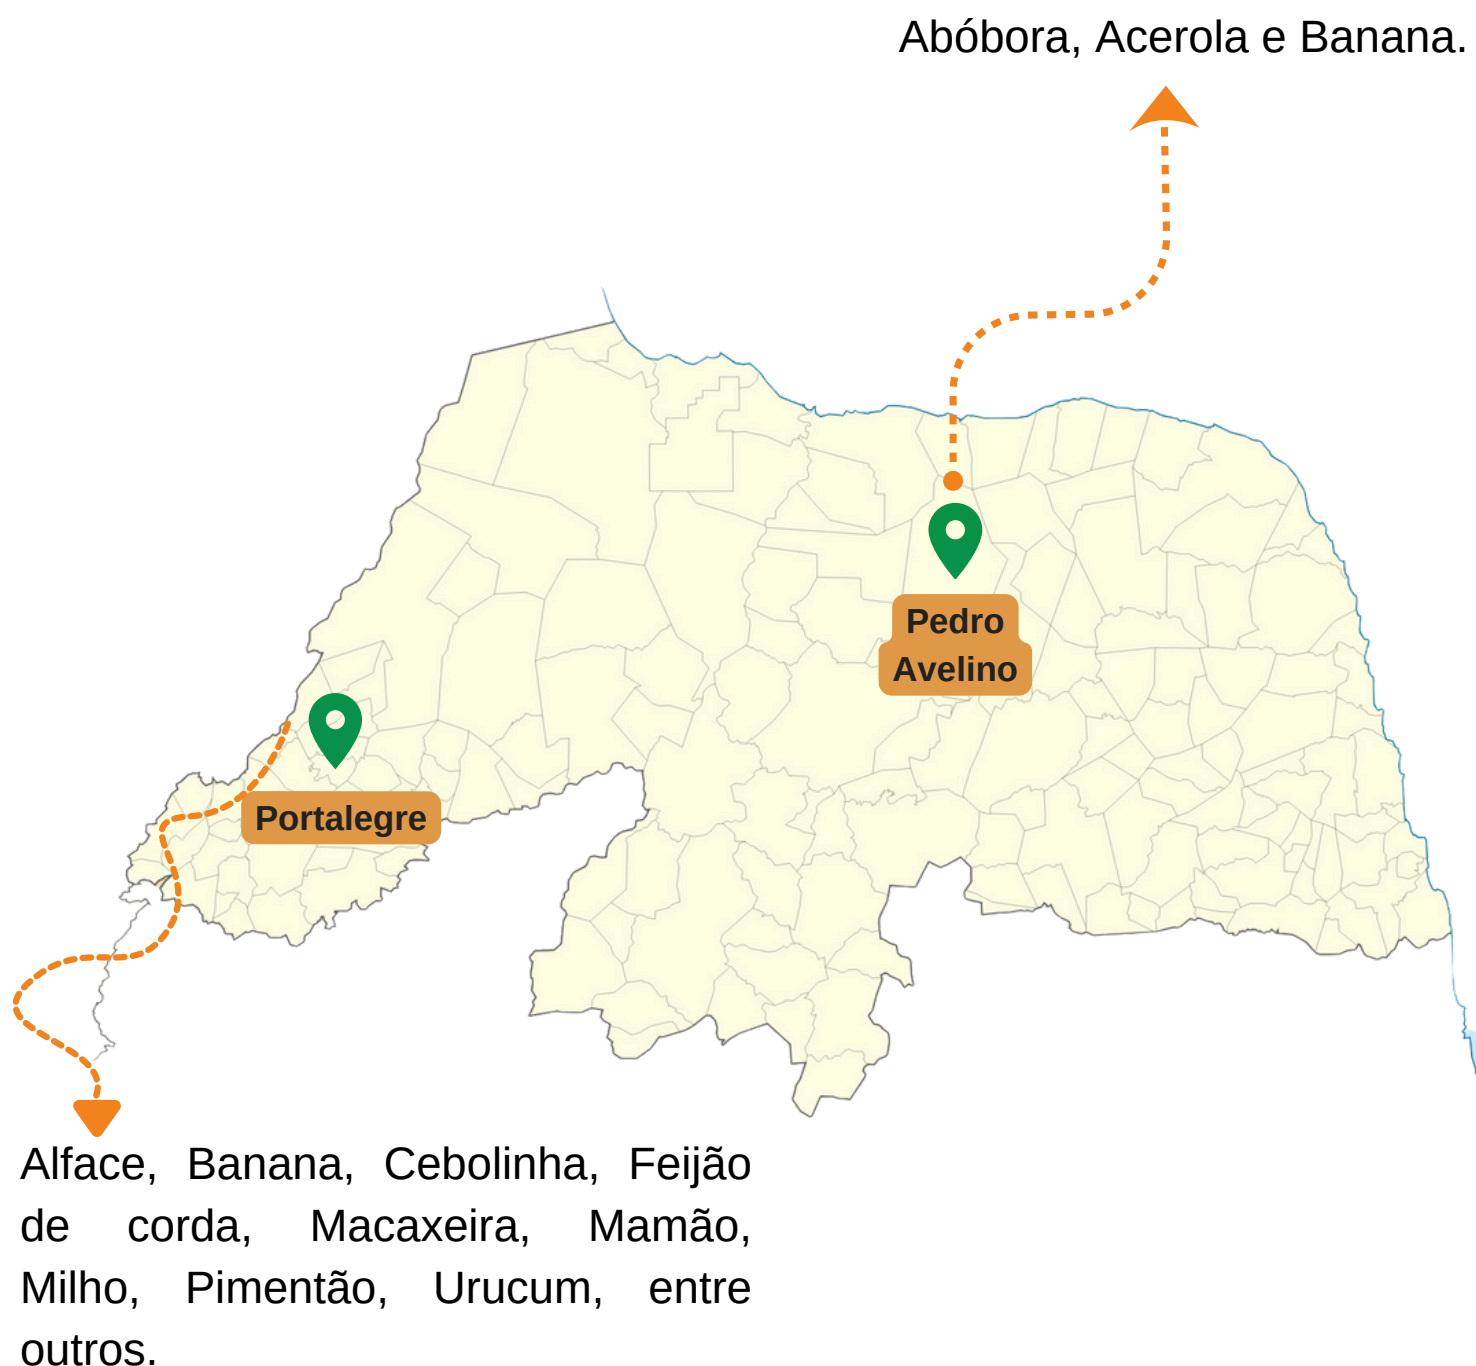 Abóbora, Acerola e Banana.
Pedro
Avelino
Portalegre
Alface, Banana, Cebolinha, Feijão
de corda, Macaxeira, Mamão,
Milho, Pimentão, Urucum, entre
outros.